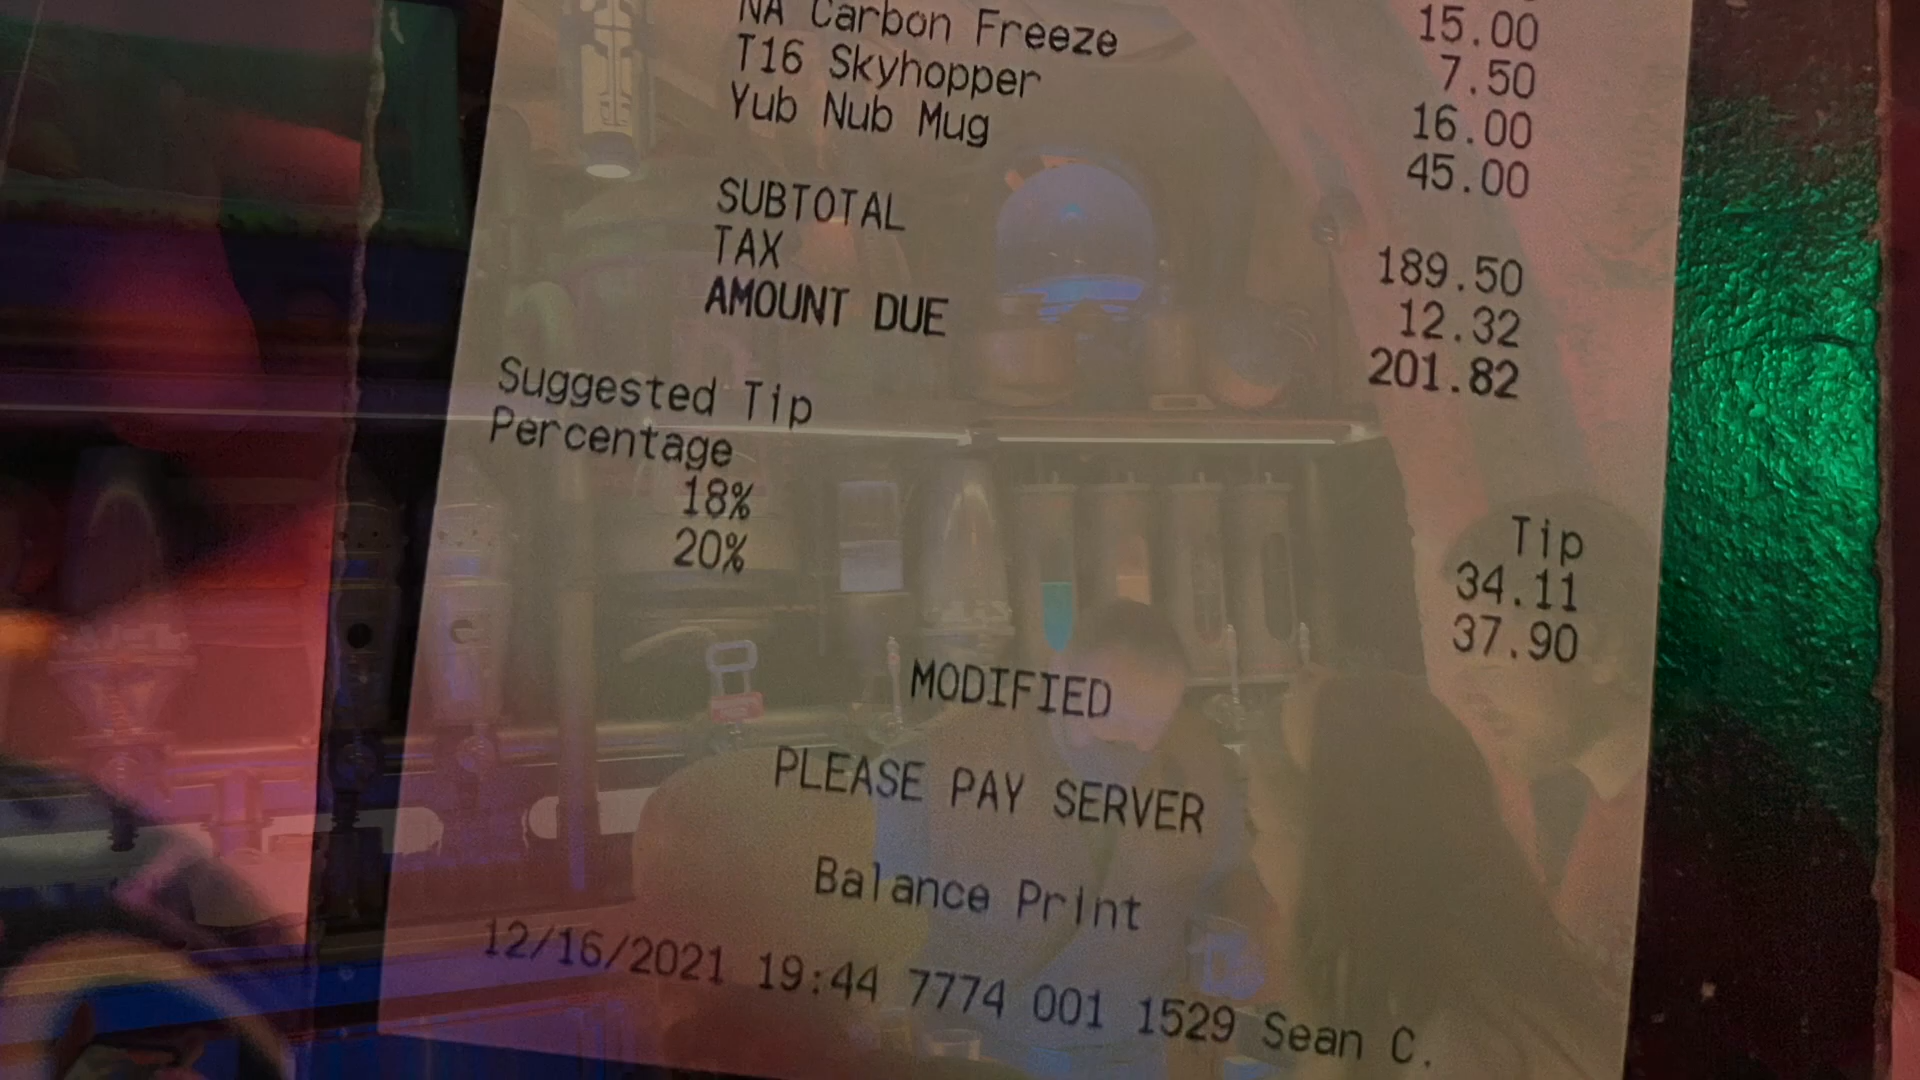 15.00
NA Carbon Freeze 7.50
T16 Skyhopper 16.00
Yub Nub Mug 45.00
SUBTOTAL 189.50
TAX 12.32
AMOUNT DUE 201.82
Suggested Tip
Percentage Tip
18% 34.11
20% 37.90
MODIFIED
PLEASE PAY SERVER
Balance Print
12/16/2021 19:44 7774 001 1529 Sean C.